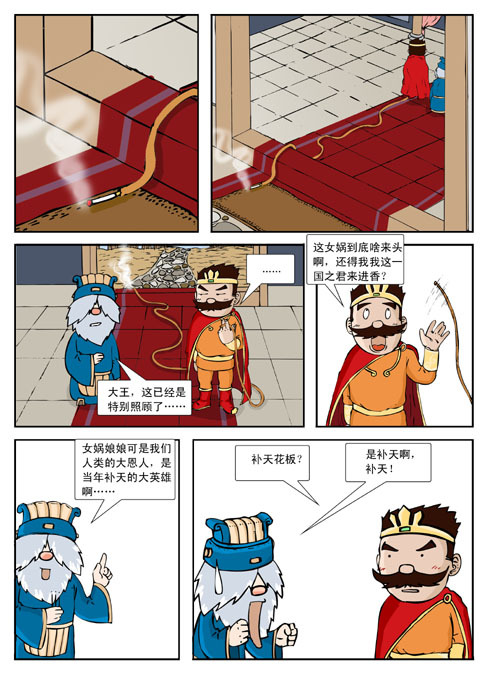 ……
大王，这已经是
特别照顾了……
这女娲到底啥来头
啊，还得我我这一
国之君来进香？
女娲娘娘可是我们
人类的大恩人，是
当年补天的大英雄
啊……
补天花板？
是补天啊，
补天！